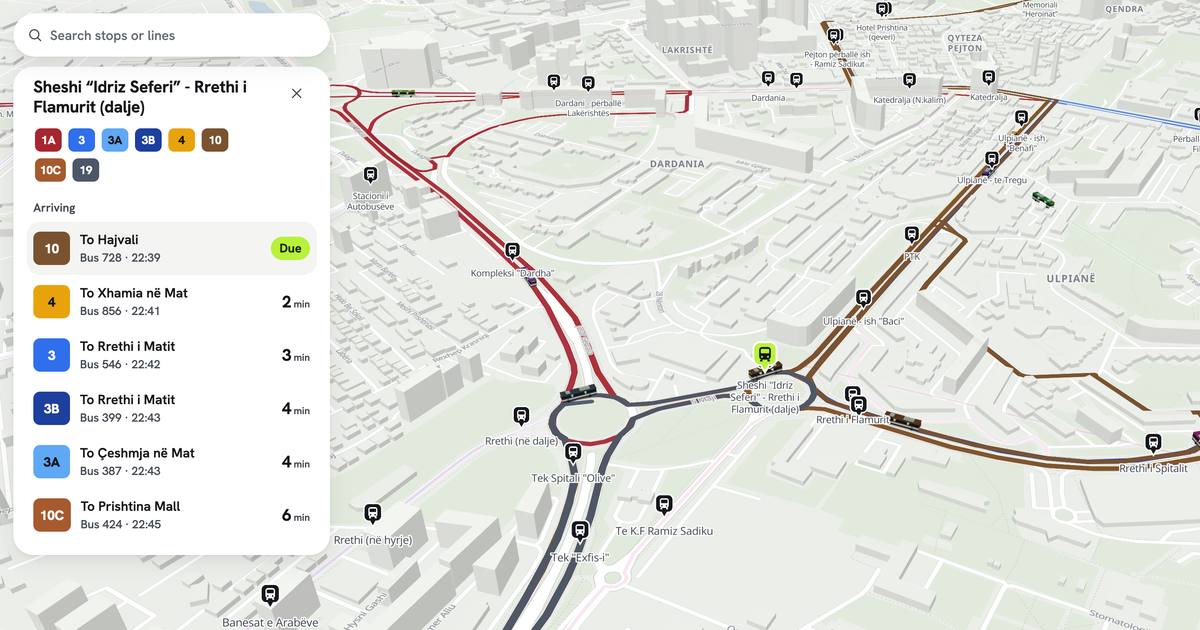 Search stops or lines
Sheshi “Idriz Seferi” - Rrethi i
Flamurit (dalje)
1A
3
3A
3B
4
10
10C
19
Arriving
10
To Hajvali
Bus 728 · 22:39
Due
4
To Xhamia në Mat
Bus 856 · 22:41
2 min
3
To Rrethi i Matit
Bus 546 · 22:42
3 min
3B
To Rrethi i Matit
Bus 399 · 22:43
4 min
3A
To Çeshmja në Mat
Bus 387 · 22:43
4 min
10C
To Prishtina Mall
Bus 424 · 22:45
6 min
Memoriali
"Heroinat"
QENDRA
Hotel Prishtina
(qeveri)
QYTEZA
PEJTON
LAKRISHTË
Pejton përballë ish
- Ramiz Sadikut
Dardania
Katedralja (N.kalim)
Katedralja
Dardani - përballë
Lakërishtës
Ulpianë - ish
"Benafi"
DARDANIA
Ulpianë - te Tregu
Stacioni i
Autobusëve
PTK
Kompleksi "Dardha"
ULPIANË
Ulpianë - ish "Baci"
Sheshi "Idriz
Seferi" - Rrethi i
Flamurit(dalje)
Rrethi i Flamurit
Rrethi (në dalje)
Rrethi i Spitalit
Tek Spitali "Olive"
Te K.F Ramiz Sadiku
Rrethi (në hyrje)
Tek "Exfis-i"
Banesat e Arabëve
Hysni Gashi
Stomatolo